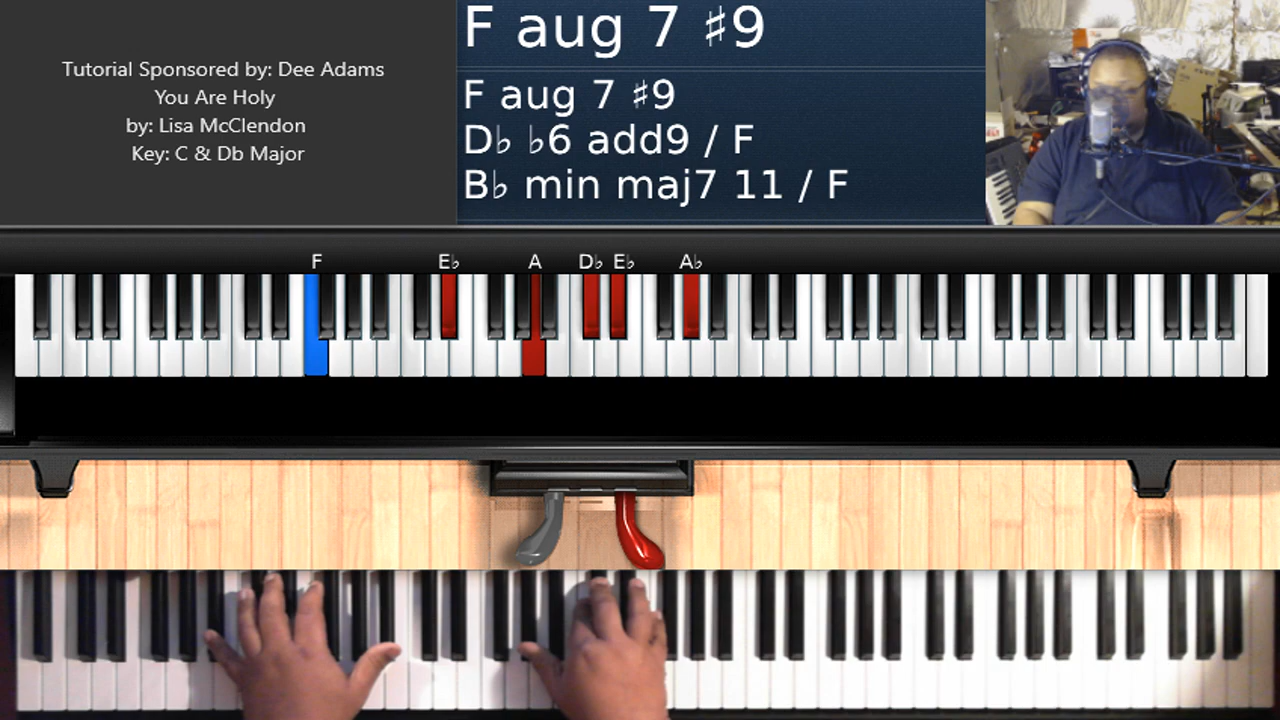 Tutorial Sponsored by: Dee Adams
You Are Holy
by: Lisa McClendon
Key: C & Db Major
F aug 7 ♯9
F aug 7 ♯9
D♭ ♭6 add9 / F
B♭ min maj7 11 / F
F E♭ A D♭ E♭ A♭